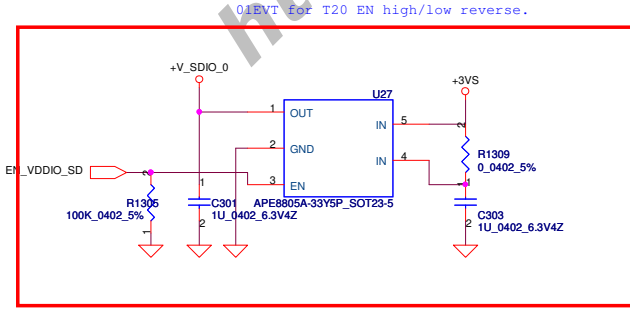 01EVT for T20 EN high/low reverse.
+V_SDIO_0
+3VS
U27
1 OUT
IN 5
2 GND
IN 4
3 EN
EN_VDDIO_SD
2
R1309
0_0402_5%
1
2
R1305
100K_0402_5%
1
1
C301
1U_0402_6.3V4Z
2
APE8805A-33Y5P_SOT23-5
C303
1U_0402_6.3V4Z
2
ht